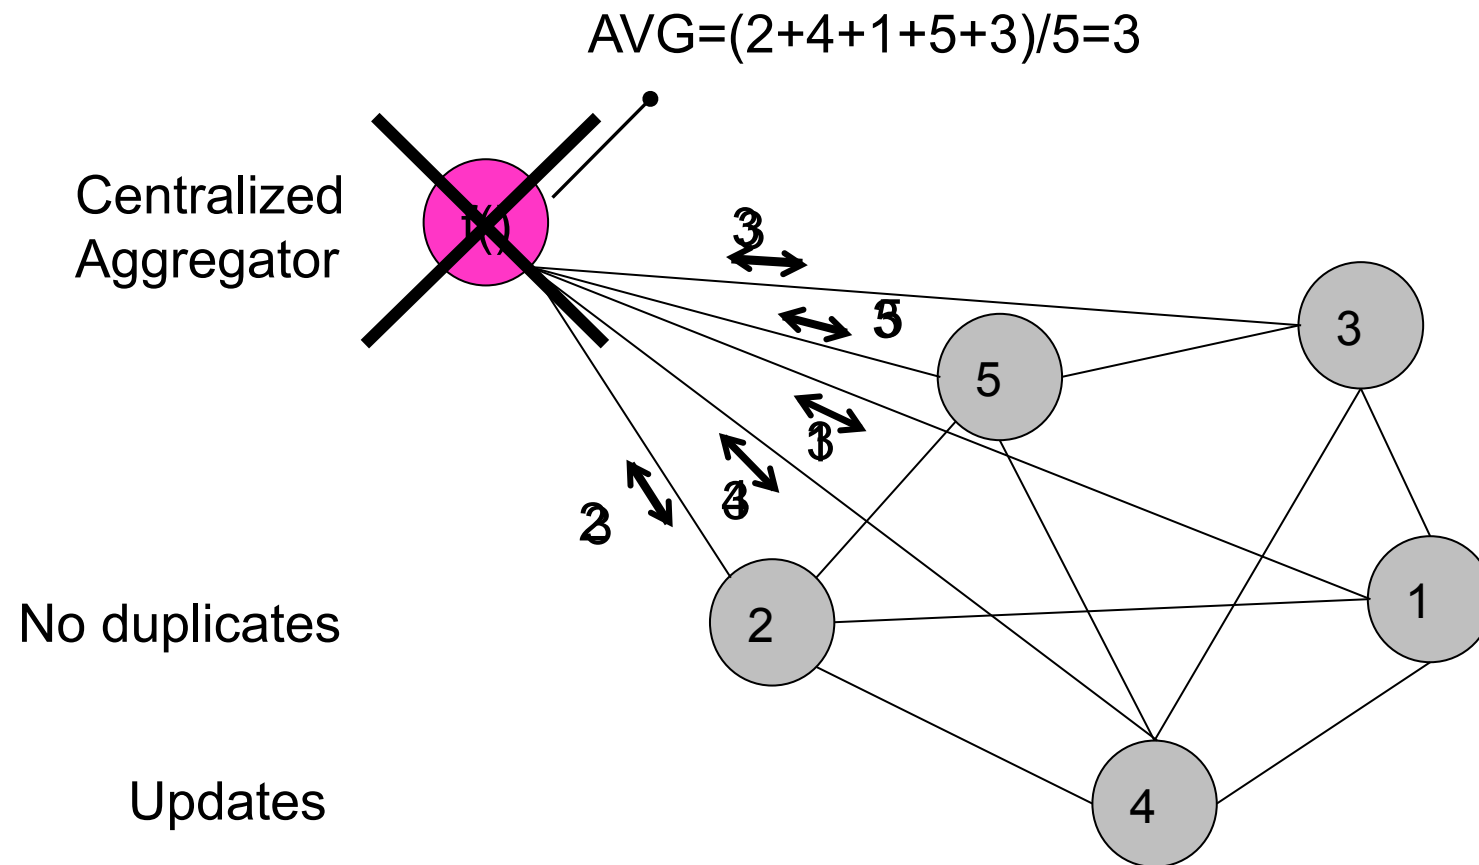 AVG=(2+4+1+5+3)/5=3
Centralized
Aggregator
f()
3
5
3
5
3
1
2
No duplicates
1
2
Updates
4